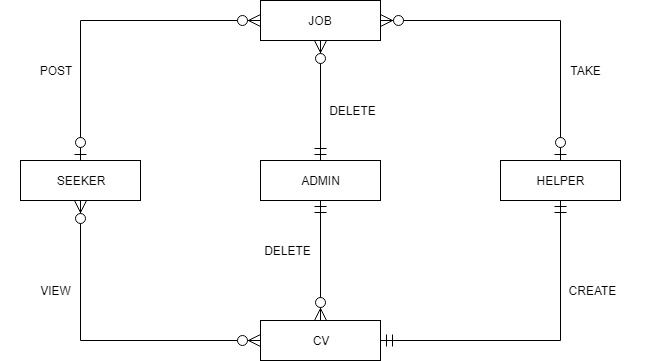 JOB
POST
TAKE
DELETE
SEEKER
ADMIN
HELPER
DELETE
VIEW
CREATE
CV